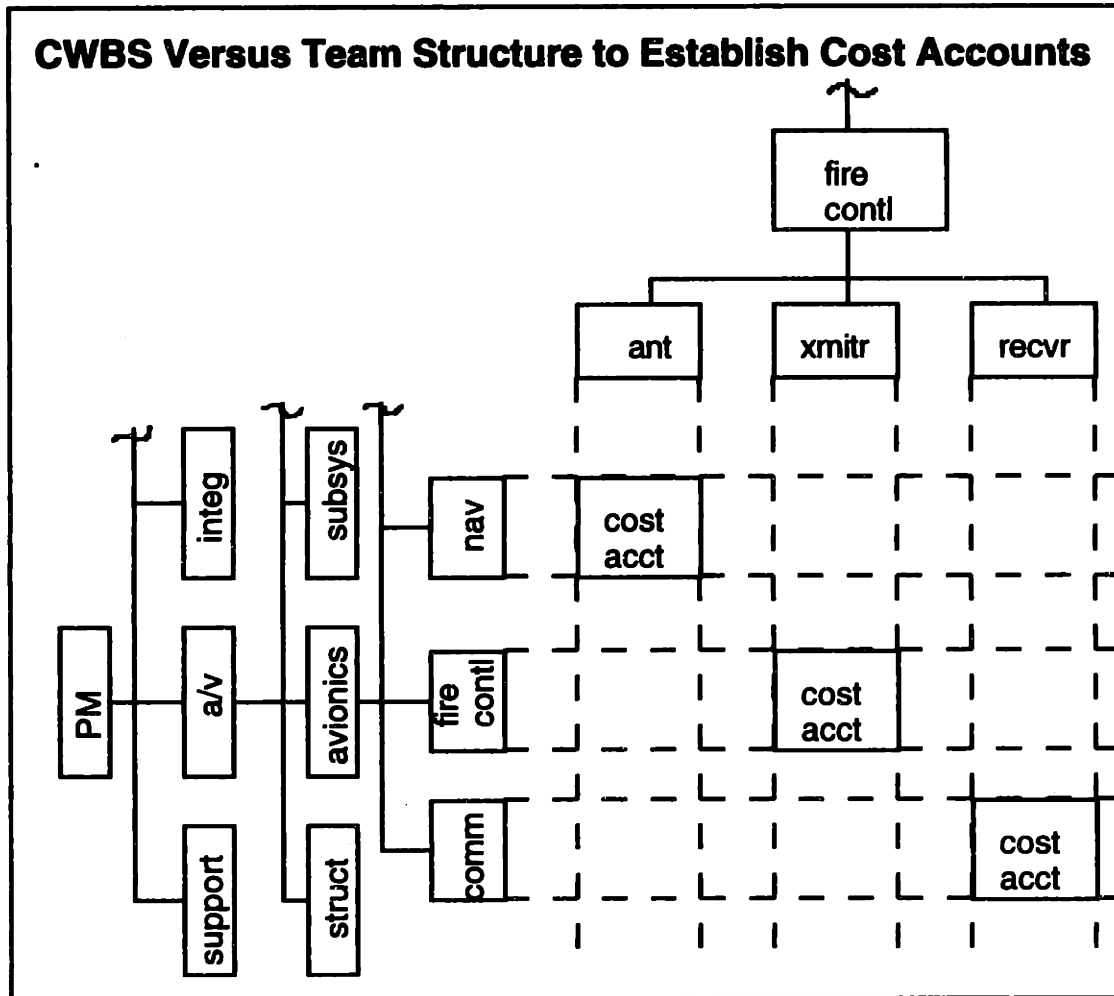 CWBS Versus Team Structure to Establish Cost Accounts
fire
contl
ant
xmitr
recvr
integ
subsys
nav
cost
acct
PM
a/v
avionics
fire
contl
cost
acct
support
struct
comm
cost
acct